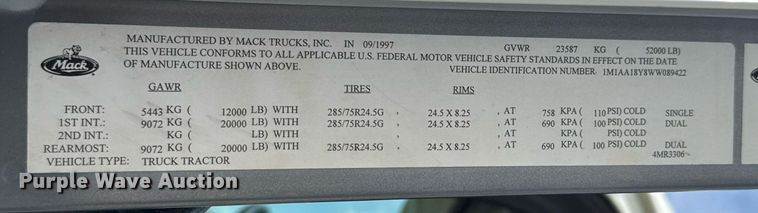 MANUFACTURED BY MACK TRUCKS, INC. IN 09/1997 GVWR 23587 KG ( 52000 LB)
THIS VEHICLE CONFORMS TO ALL APPLICABLE U.S. FEDERAL MOTOR VEHICLE SAFETY STANDARDS IN EFFECT ON THE DATE
OF MANUFACTURE SHOWN ABOVE. VEHICLE IDENTIFICATION NUMBER: 1M1AA18Y8WW089422
Mack
GAWR TIRES RIMS
FRONT: 5443 KG ( 12000 LB) WITH 285/75R24.5G , 24.5 X 8.25 , AT 758 KPA ( 110 PSI) COLD SINGLE
1ST INT.: 9072 KG ( 20000 LB) WITH 285/75R24.5G , 24.5 X 8.25 , AT 690 KPA ( 100 PSI) COLD DUAL
2ND INT.: KG ( LB) WITH , , AT KPA ( PSI) COLD
REARMOST: 9072 KG ( 20000 LB) WITH 285/75R24.5G , 24.5 X 8.25 , AT 690 KPA ( 100 PSI) COLD DUAL
VEHICLE TYPE: TRUCK TRACTOR 4MR3306
Purple Wave Auction